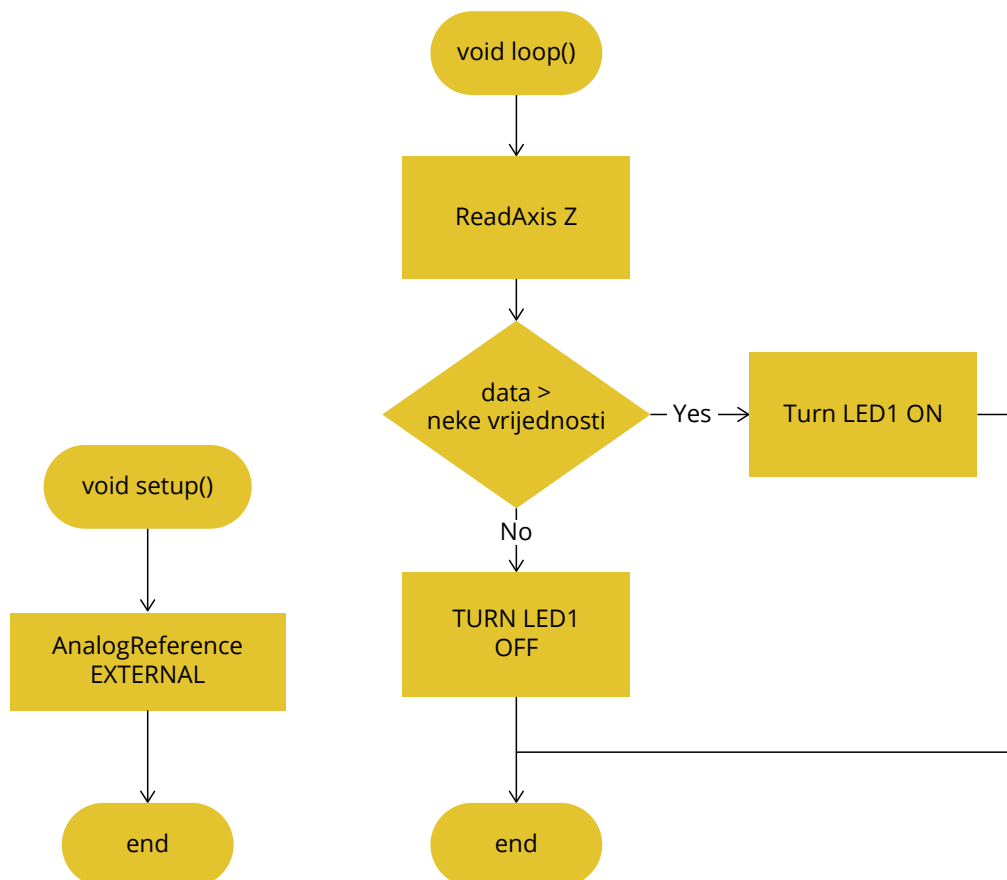 void loop()
ReadAxis Z
data >
neke vrijednosti
Yes
Turn LED1 ON
No
TURN LED1
OFF
end
void setup()
AnalogReference
EXTERNAL
end